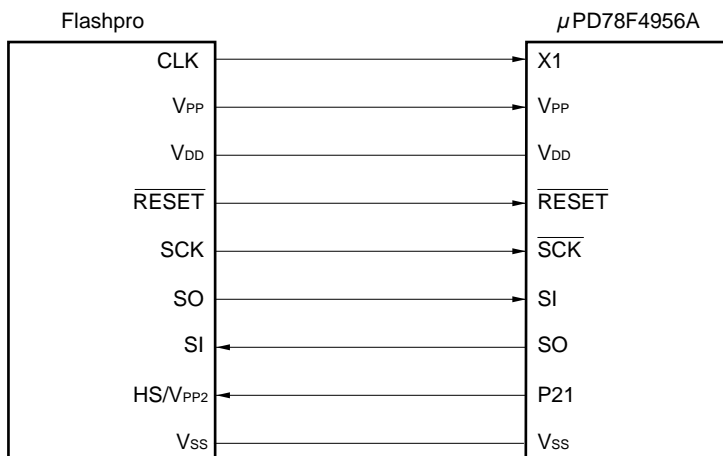 Flashpro μPD78F4956A
CLK X1
VPP VPP
VDD VDD
RESET RESET
SCK SCK
SO SI
SI SO
HS/VPP2 P21
VSS VSS